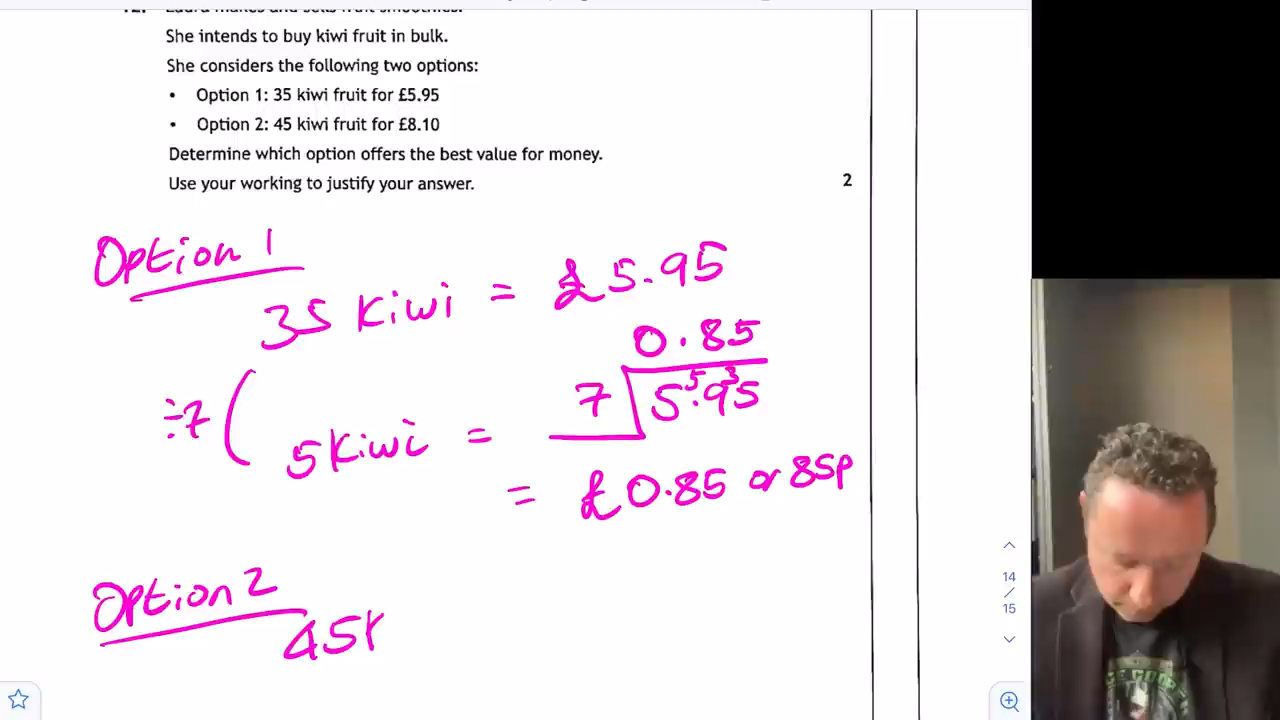 She intends to buy kiwi fruit in bulk.
She considers the following two options:
• Option 1: 35 kiwi fruit for £5.95
• Option 2: 45 kiwi fruit for £8.10
Determine which option offers the best value for money.
Use your working to justify your answer.
2
Option 1
35 Kiwi = £5.95
0.85
÷7 ( 7 5⁵.9³5
5 Kiwi =
= £0.85 or 85p
Option 2
45K
14
/
15